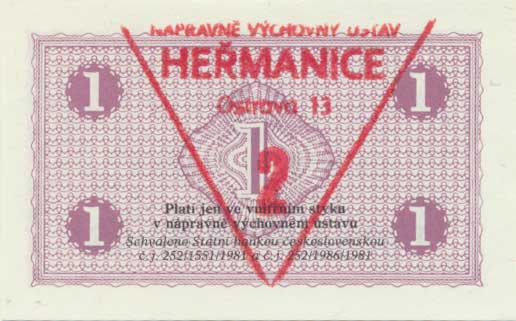 NÁPRAVNĚ VÝCHOVNÝ ÚSTAV
HEŘMANICE
Ostrava 13
1 1
1
2
Platí jen ve vnitřním styku
v nápravně výchovném ústavu
Schváleno Státní bankou československou
č. j. 252/1551/1981 a č. j. 252/1986/1981
1 1